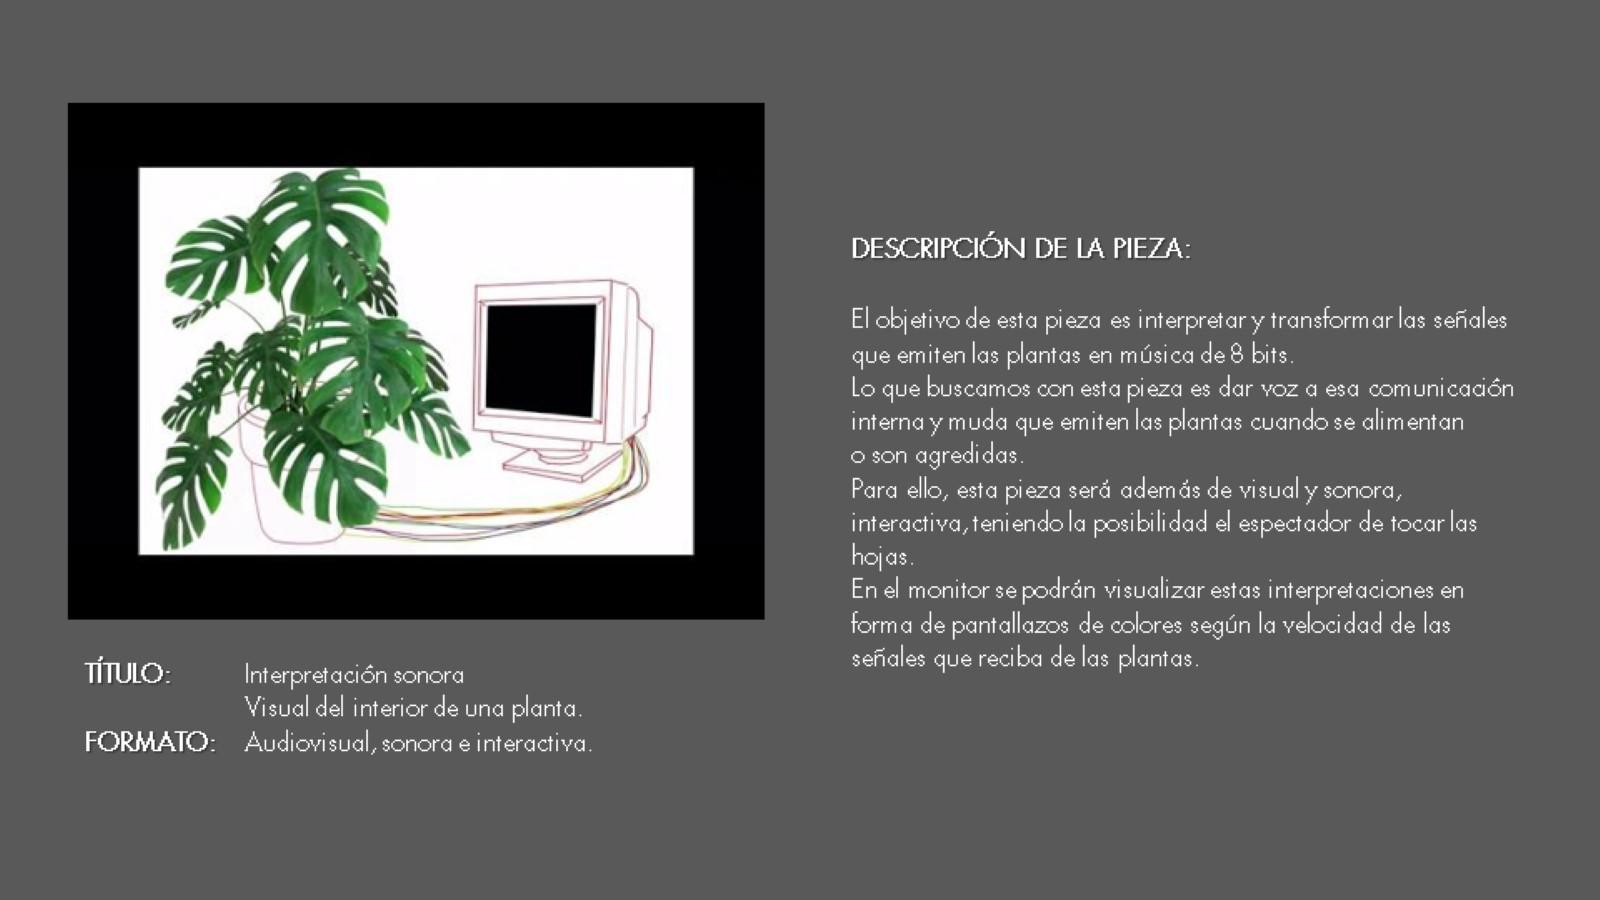 TÍTULO: Interpretación sonora
Visual del interior de una planta.
FORMATO: Audiovisual, sonora e interactiva.
DESCRIPCIÓN DE LA PIEZA:
El objetivo de esta pieza es interpretar y transformar las señales
que emiten las plantas en música de 8 bits.
Lo que buscamos con esta pieza es dar voz a esa comunicación
interna y muda que emiten las plantas cuando se alimentan
o son agredidas.
Para ello, esta pieza será además de visual y sonora,
interactiva, teniendo la posibilidad el espectador de tocar las
hojas.
En el monitor se podrán visualizar estas interpretaciones en
forma de pantallazos de colores según la velocidad de las
señales que reciba de las plantas.